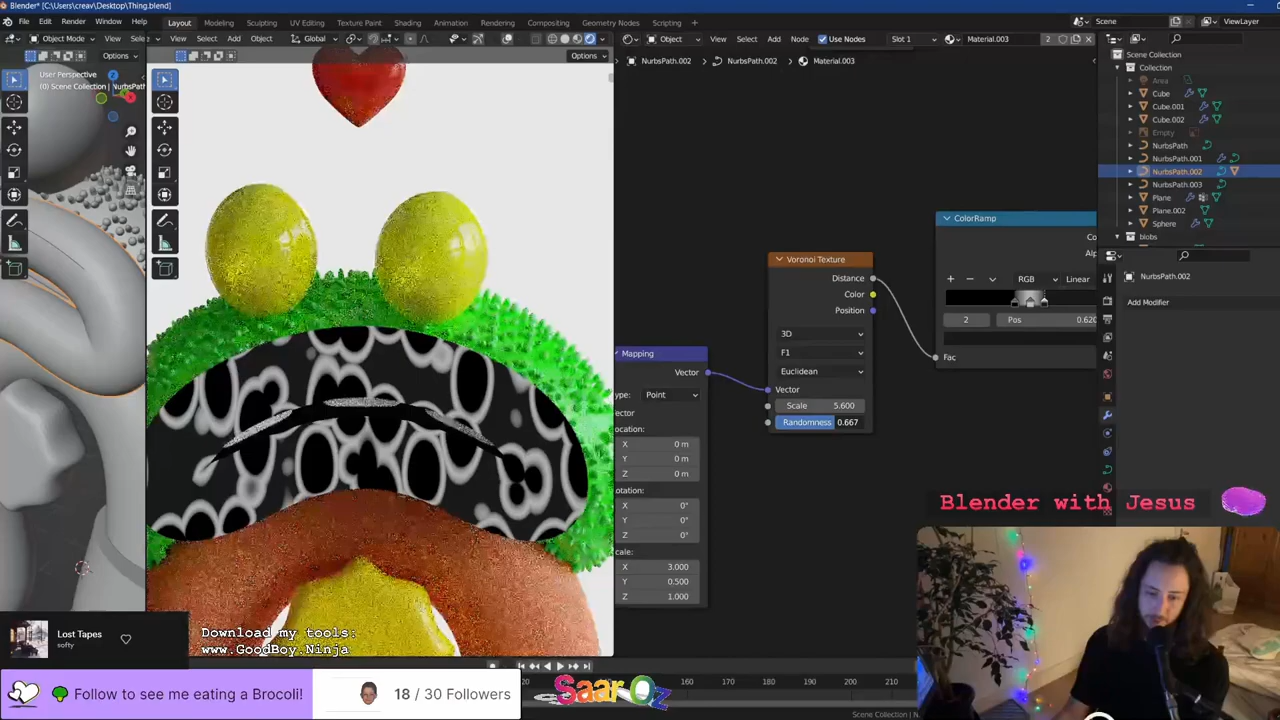 Blender* [C:\Users\creav\Desktop\Thing.blend]
File Edit Render Window Help
Layout Modeling Sculpting UV Editing Texture Paint Shading Animation Rendering Compositing Geometry Nodes Scripting
Scene
ViewLayer
Object Mode
View
View Select Add Object
Global
Object
View Select Add Node
Use Nodes
Slot 1
Material.003
2
Options
Options
NurbsPath.002
NurbsPath.002
Material.003
User Perspective
(0) Scene Collection | NurbsPath
Scene Collection
Collection
Area
Cube
Cube.001
Cube.002
Empty
NurbsPath
NurbsPath.001
NurbsPath.002
NurbsPath.003
Plane
Plane.002
Sphere
blobs
NurbsPath.002
Add Modifier
ColorRamp
RGB
Linear
2
Pos
0.620
Fac
Voronoi Texture
Distance
Color
Position
3D
F1
Euclidean
Vector
Scale 5.600
Randomness 0.667
Mapping
Vector
Point
X 0 m
Y 0 m
Z 0 m
X 0°
Y 0°
Z 0°
X 3.000
Y 0.500
Z 1.000
Blender with Jesus
Lost Tapes
softy
Download my tools:
www.GoodBoy.Ninja
Follow to see me eating a Brocoli!
18 / 30 Followers
Saar Oz
140 150 160 170 180 190 200 210